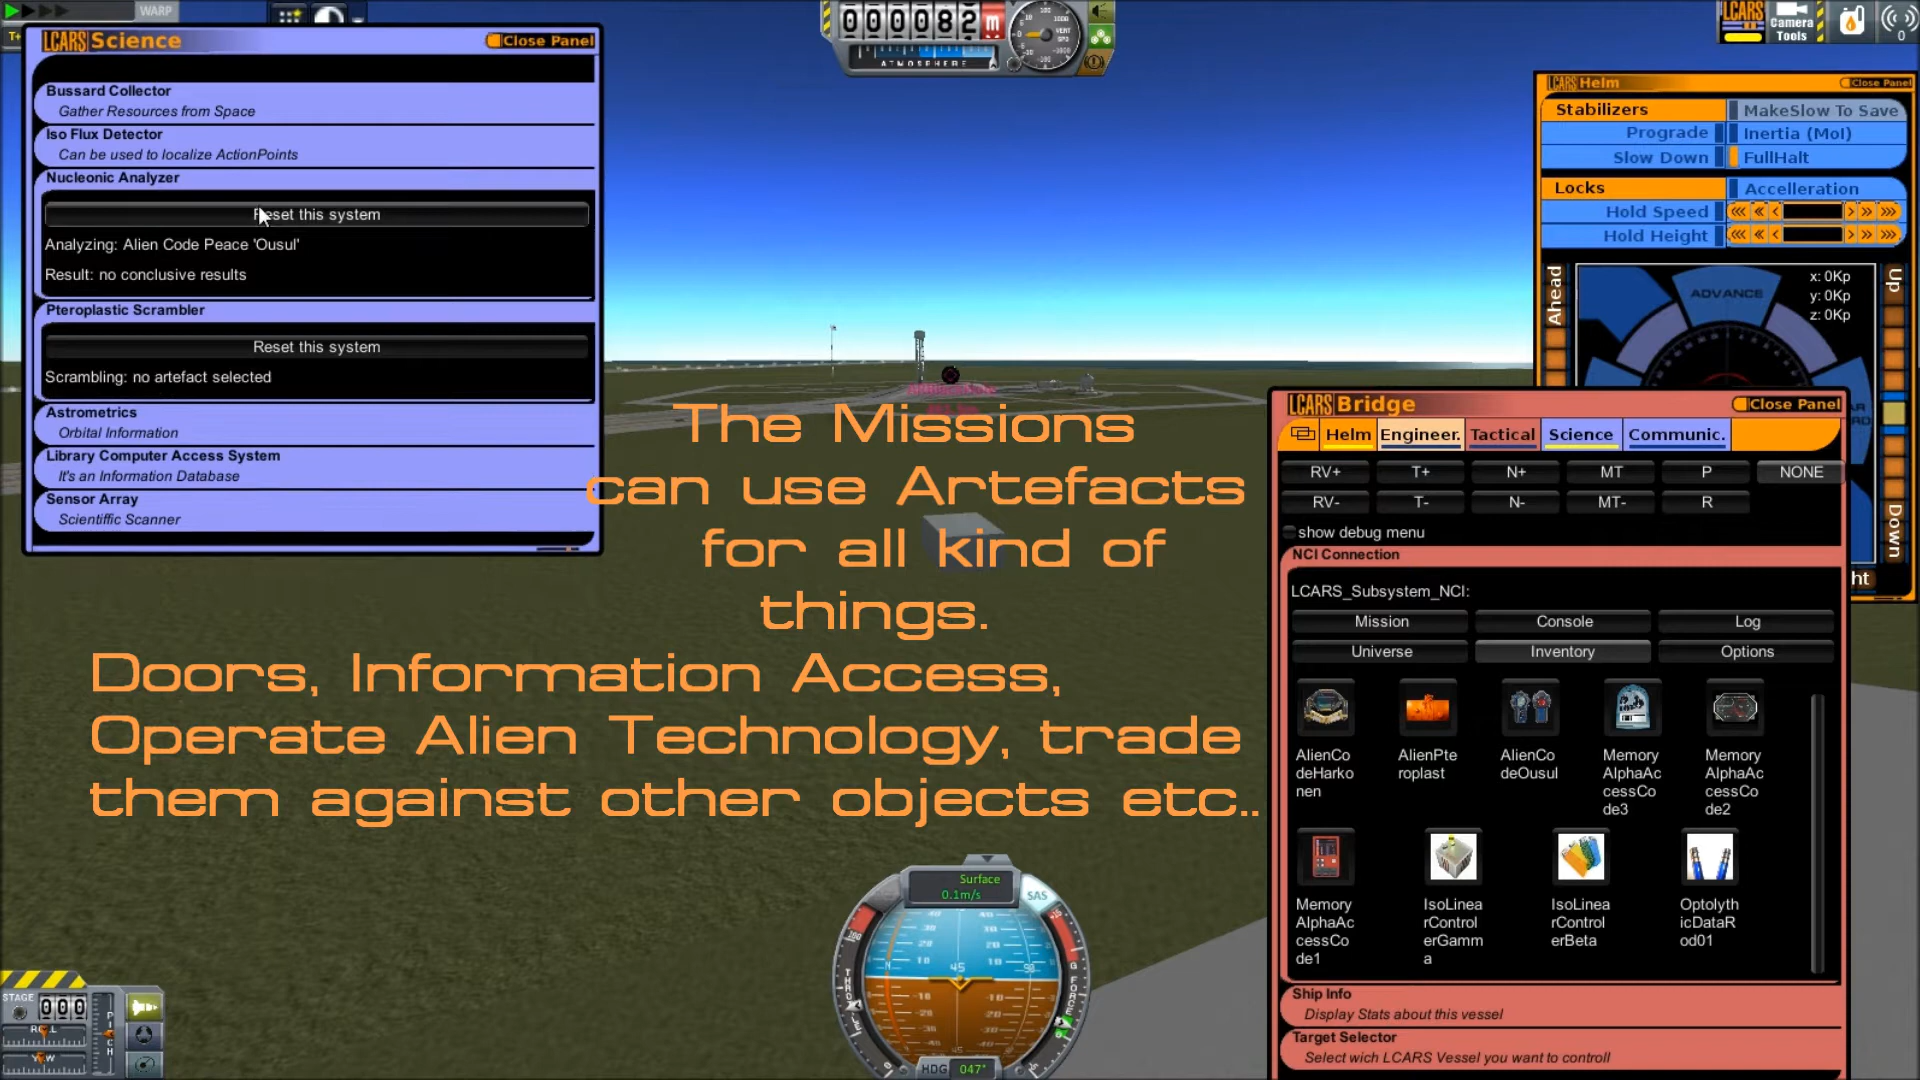 WARP
LCARS Science
Close Panel
Bussard Collector
Gather Resources from Space
Iso Flux Detector
Can be used to localize ActionPoints
Nucleonic Analyzer
Reset this system
Analyzing: Alien Code Peace 'Ousul'
Result: no conclusive results
Pteroplastic Scrambler
Reset this system
Scrambling: no artefact selected
Astrometrics
Orbital Information
Library Computer Access System
It's an Information Database
Sensor Array
Scientiffic Scanner
000082m
ATMOSPHERE
LCARS
Camera
Tools
0
LCARS Helm
Close Panel
Stabilizers
MakeSlow To Save
Prograde
Inertia (MoI)
Slow Down
FullHalt
Locks
Accelleration
Hold Speed
Hold Height
Ahead
Up
ADVANCE
x: 0Kp
y: 0Kp
z: 0Kp
Down
The Missions
can use Artefacts
for all kind of
things.
Doors, Information Access,
Operate Alien Technology, trade
them against other objects etc..
LCARS Bridge
Close Panel
Helm
Engineer.
Tactical
Science
Communic.
RV+ T+ N+ MT P NONE
RV- T- N- MT- R
show debug menu
NCI Connection
LCARS_Subsystem_NCI:
Mission Console Log
Universe Inventory Options
AlienCo
deHarko
nen
AlienPte
roplast
AlienCo
deOusul
Memory
AlphaAc
cessCo
de3
Memory
AlphaAc
cessCo
de2
Memory
AlphaAc
cessCo
de1
IsoLinea
rControl
erGamm
a
IsoLinea
rControl
erBeta
Optolyth
icDataR
od01
Ship Info
Display Stats about this vessel
Target Selector
Select wich LCARS Vessel you want to controll
Surface
0.1m/s
SAS
HDG 047°
STAGE
000
ROLL
YAW
PITCH